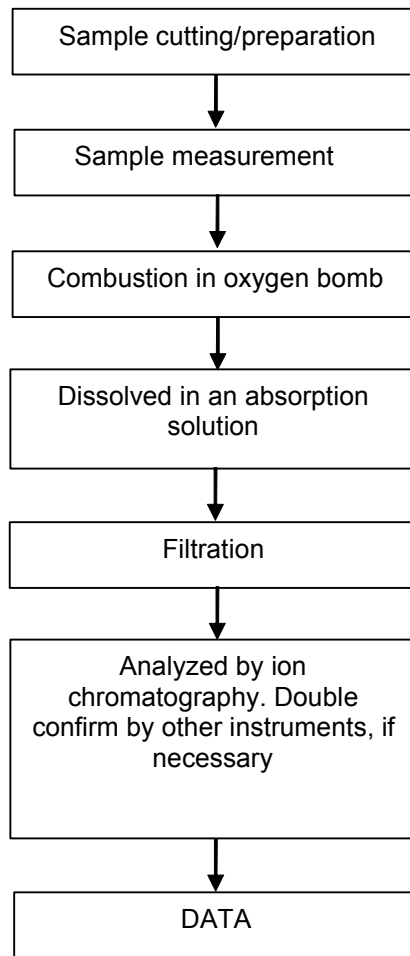 Sample cutting/preparation
Sample measurement
Combustion in oxygen bomb
Dissolved in an absorption
solution
Filtration
Analyzed by ion
chromatography. Double
confirm by other instruments, if
necessary
DATA